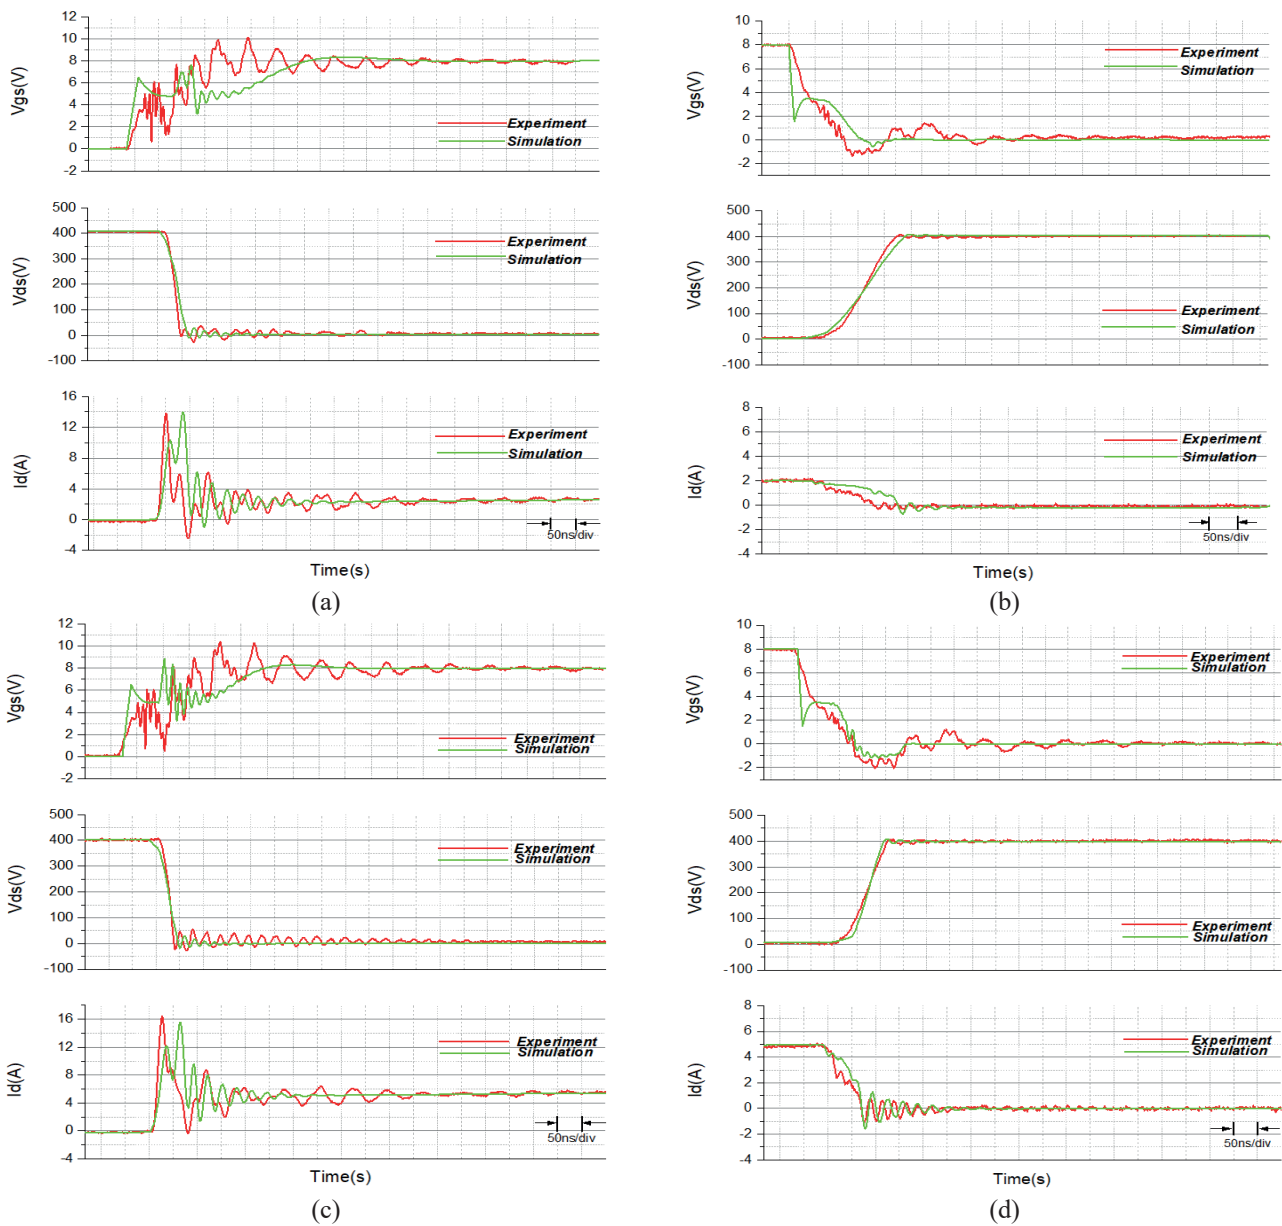 12
10
8
6
4
2
0
-2
Vgs(V)
Experiment
Simulation
500
400
300
200
100
0
-100
Vds(V)
Experiment
Simulation
16
12
8
4
0
-4
Id(A)
Experiment
Simulation
50ns/div
Time(s)
(a)
10
8
6
4
2
0
-2
Vgs(V)
Experiment
Simulation
500
400
300
200
100
0
-100
Vds(V)
Experiment
Simulation
8
6
4
2
0
-2
-4
Id(A)
Experiment
Simulation
50ns/div
Time(s)
(b)
12
10
8
6
4
2
0
-2
Vgs(V)
Experiment
Simulation
500
400
300
200
100
0
-100
Vds(V)
Experiment
Simulation
16
12
8
4
0
-4
Id(A)
Experiment
Simulation
50ns/div
Time(s)
(c)
10
8
6
4
2
0
-2
Vgs(V)
Experiment
Simulation
500
400
300
200
100
0
-100
Vds(V)
Experiment
Simulation
8
6
4
2
0
-2
-4
Id(A)
Experiment
Simulation
50ns/div
Time(s)
(d)